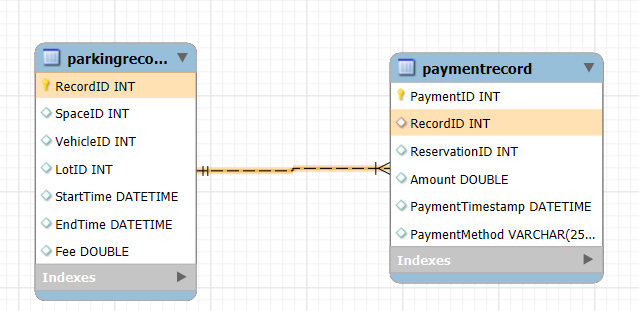 parkingreco...
RecordID INT
SpaceID INT
VehicleID INT
LotID INT
StartTime DATETIME
EndTime DATETIME
Fee DOUBLE
Indexes
paymentrecord
PaymentID INT
RecordID INT
ReservationID INT
Amount DOUBLE
PaymentTimestamp DATETIME
PaymentMethod VARCHAR(25...
Indexes